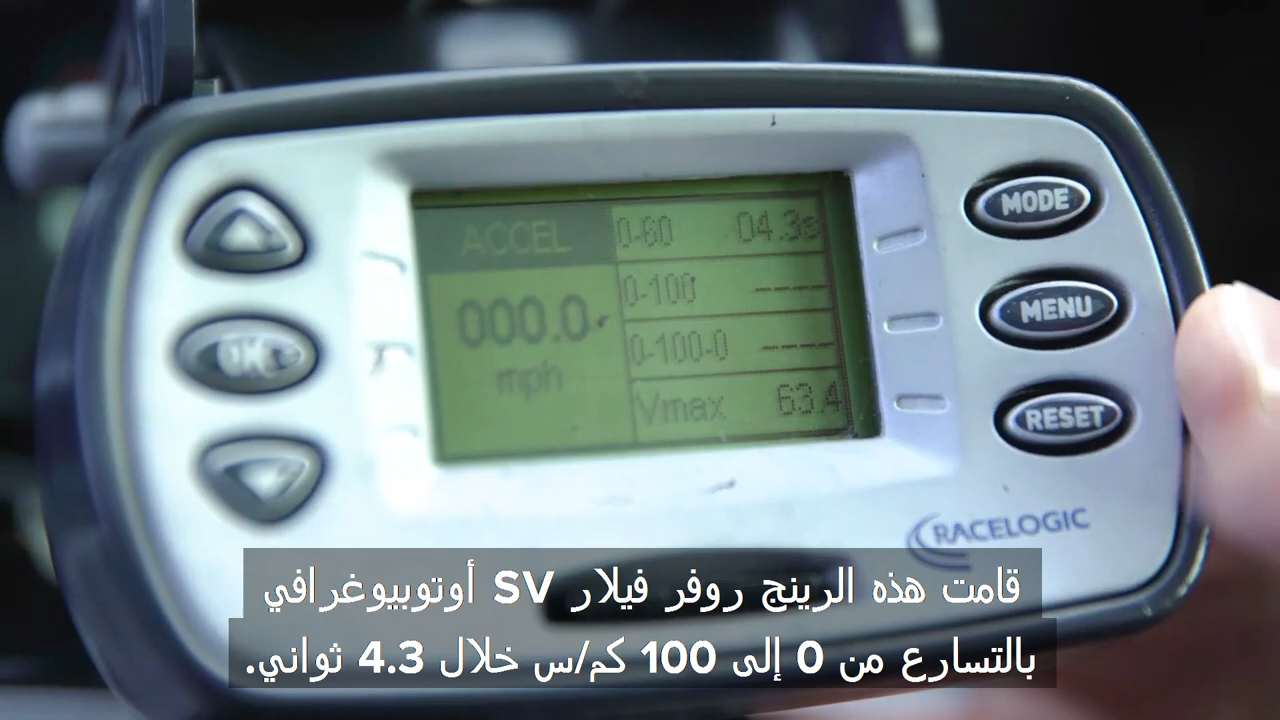 ACCEL
0-60 04.3s
0-100 -----
000.0
mph
0-100-0 -----
Vmax 63.4
MODE
OK
MENU
RESET
RACELOGIC
قامت هذه الرينج روفر فيلار SV أوتوبيوغرافي
بالتسارع من 0 إلى 100 كم/س خلال 4.3 ثواني.